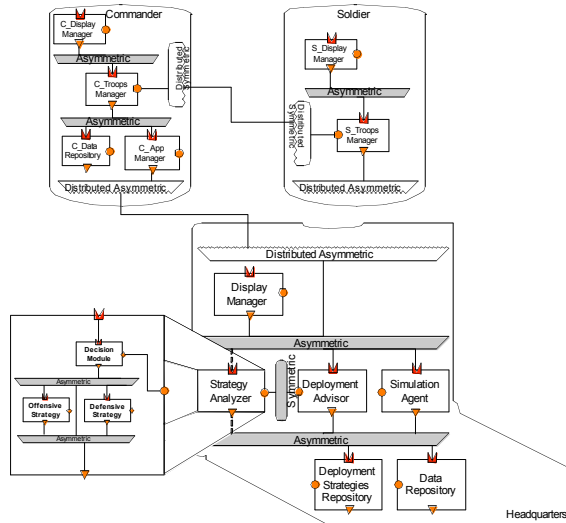 Commander
C_Display
Manager
Asymmetric
C_Troops
Manager
Distributed
Symmetric
Asymmetric
C_Data
Repository
C_App
Manager
Distributed Asymmetric
Soldier
S_Display
Manager
Asymmetric
Distributed
Symmetric
S_Troops
Manager
Distributed Asymmetric
Distributed Asymmetric
Display
Manager
Asymmetric
Strategy
Analyzer
Symmetric
Deployment
Advisor
Simulation
Agent
Asymmetric
Deployment
Strategies
Repository
Data
Repository
Decision
Module
Asymmetric
Offensive
Strategy
Defensive
Strategy
Asymmetric
Headquarters